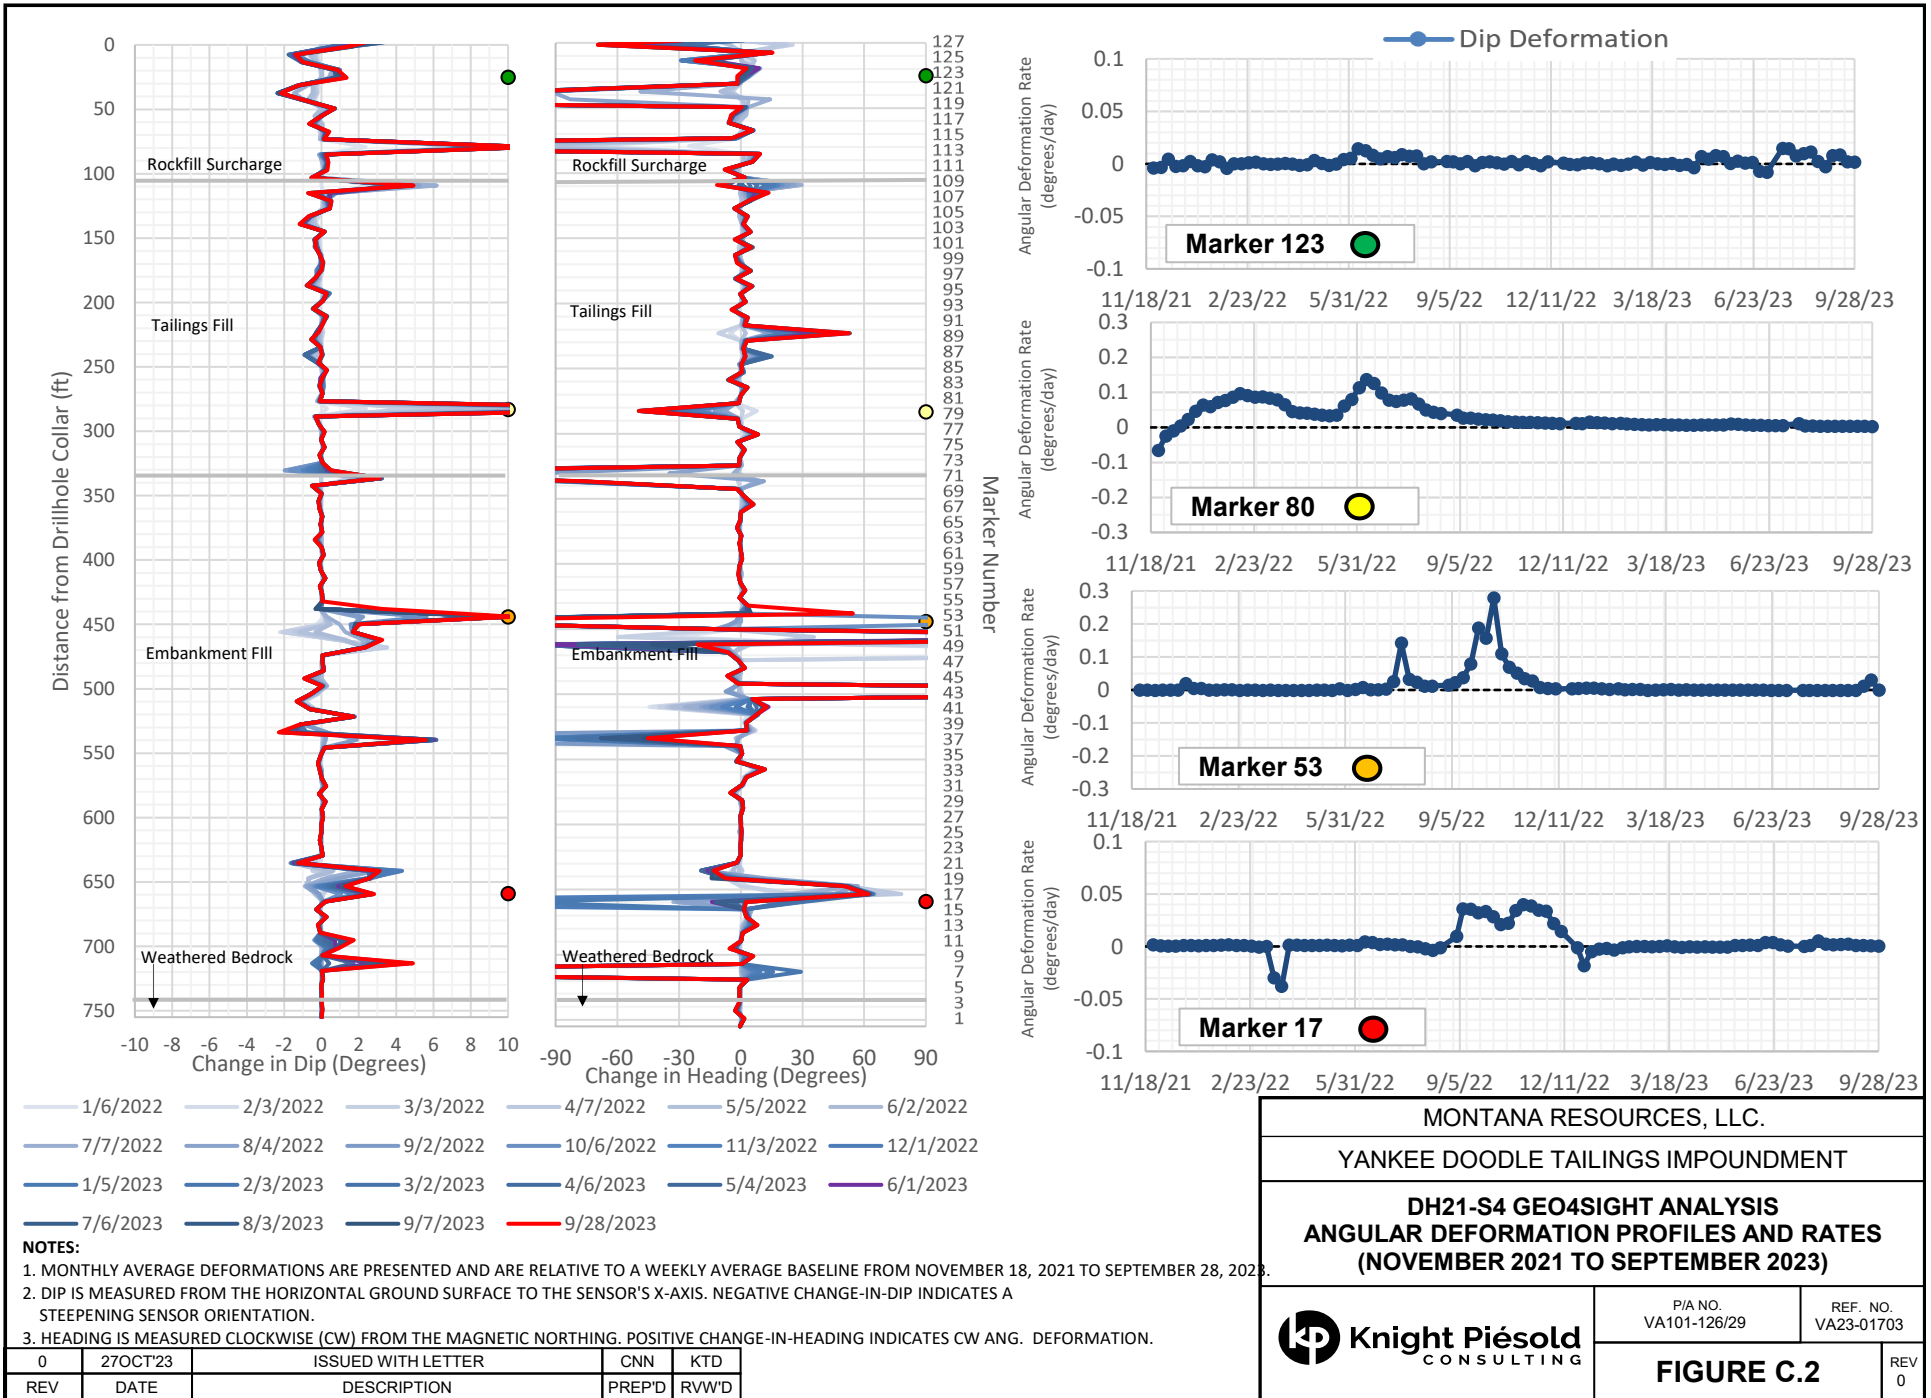 0
50
100
150
200
250
300
350
400
450
500
550
600
650
700
750
Distance from Drillhole Collar (ft)
Rockfill Surcharge
Tailings Fill
Embankment FIll
Weathered Bedrock
-10 -8 -6 -4 -2 0 2 4 6 8 10
Change in Dip (Degrees)
Rockfill Surcharge
Tailings Fill
Embankment FIll
Weathered Bedrock
-90 -60 -30 0 30 60 90
Change in Heading (Degrees)
127
125
123
121
119
117
115
113
111
109
107
105
103
101
99
97
95
93
91
89
87
85
83
81
79
77
75
73
71
69
67
65
63
61
59
57
55
53
51
49
47
45
43
41
39
37
35
33
31
29
27
25
23
21
19
17
15
13
11
9
7
5
3
1
Marker Number
Dip Deformation
Angular Deformation Rate
(degrees/day)
0.1
0.05
0
-0.05
-0.1
Marker 123
11/18/21 2/23/22 5/31/22 9/5/22 12/11/22 3/18/23 6/23/23 9/28/23
Angular Deformation Rate
(degrees/day)
0.3
0.2
0.1
0
-0.1
-0.2
-0.3
Marker 80
11/18/21 2/23/22 5/31/22 9/5/22 12/11/22 3/18/23 6/23/23 9/28/23
Angular Deformation Rate
(degrees/day)
0.3
0.2
0.1
0
-0.1
-0.2
-0.3
Marker 53
11/18/21 2/23/22 5/31/22 9/5/22 12/11/22 3/18/23 6/23/23 9/28/23
Angular Deformation Rate
(degrees/day)
0.1
0.05
0
-0.05
-0.1
Marker 17
11/18/21 2/23/22 5/31/22 9/5/22 12/11/22 3/18/23 6/23/23 9/28/23
1/6/2022 2/3/2022 3/3/2022 4/7/2022 5/5/2022 6/2/2022
7/7/2022 8/4/2022 9/2/2022 10/6/2022 11/3/2022 12/1/2022
1/5/2023 2/3/2023 3/2/2023 4/6/2023 5/4/2023 6/1/2023
7/6/2023 8/3/2023 9/7/2023 9/28/2023
NOTES:
1. MONTHLY AVERAGE DEFORMATIONS ARE PRESENTED AND ARE RELATIVE TO A WEEKLY AVERAGE BASELINE FROM NOVEMBER 18, 2021 TO SEPTEMBER 28, 2023.
2. DIP IS MEASURED FROM THE HORIZONTAL GROUND SURFACE TO THE SENSOR'S X-AXIS. NEGATIVE CHANGE-IN-DIP INDICATES A
STEEPENING SENSOR ORIENTATION.
3. HEADING IS MEASURED CLOCKWISE (CW) FROM THE MAGNETIC NORTHING. POSITIVE CHANGE-IN-HEADING INDICATES CW ANG. DEFORMATION.
0 27OCT'23 ISSUED WITH LETTER CNN KTD
REV DATE DESCRIPTION PREP'D RVW'D
MONTANA RESOURCES, LLC.
YANKEE DOODLE TAILINGS IMPOUNDMENT
DH21-S4 GEO4SIGHT ANALYSIS
ANGULAR DEFORMATION PROFILES AND RATES
(NOVEMBER 2021 TO SEPTEMBER 2023)
kp Knight Piésold
CONSULTING
P/A NO.
VA101-126/29
REF. NO.
VA23-01703
FIGURE C.2
REV
0